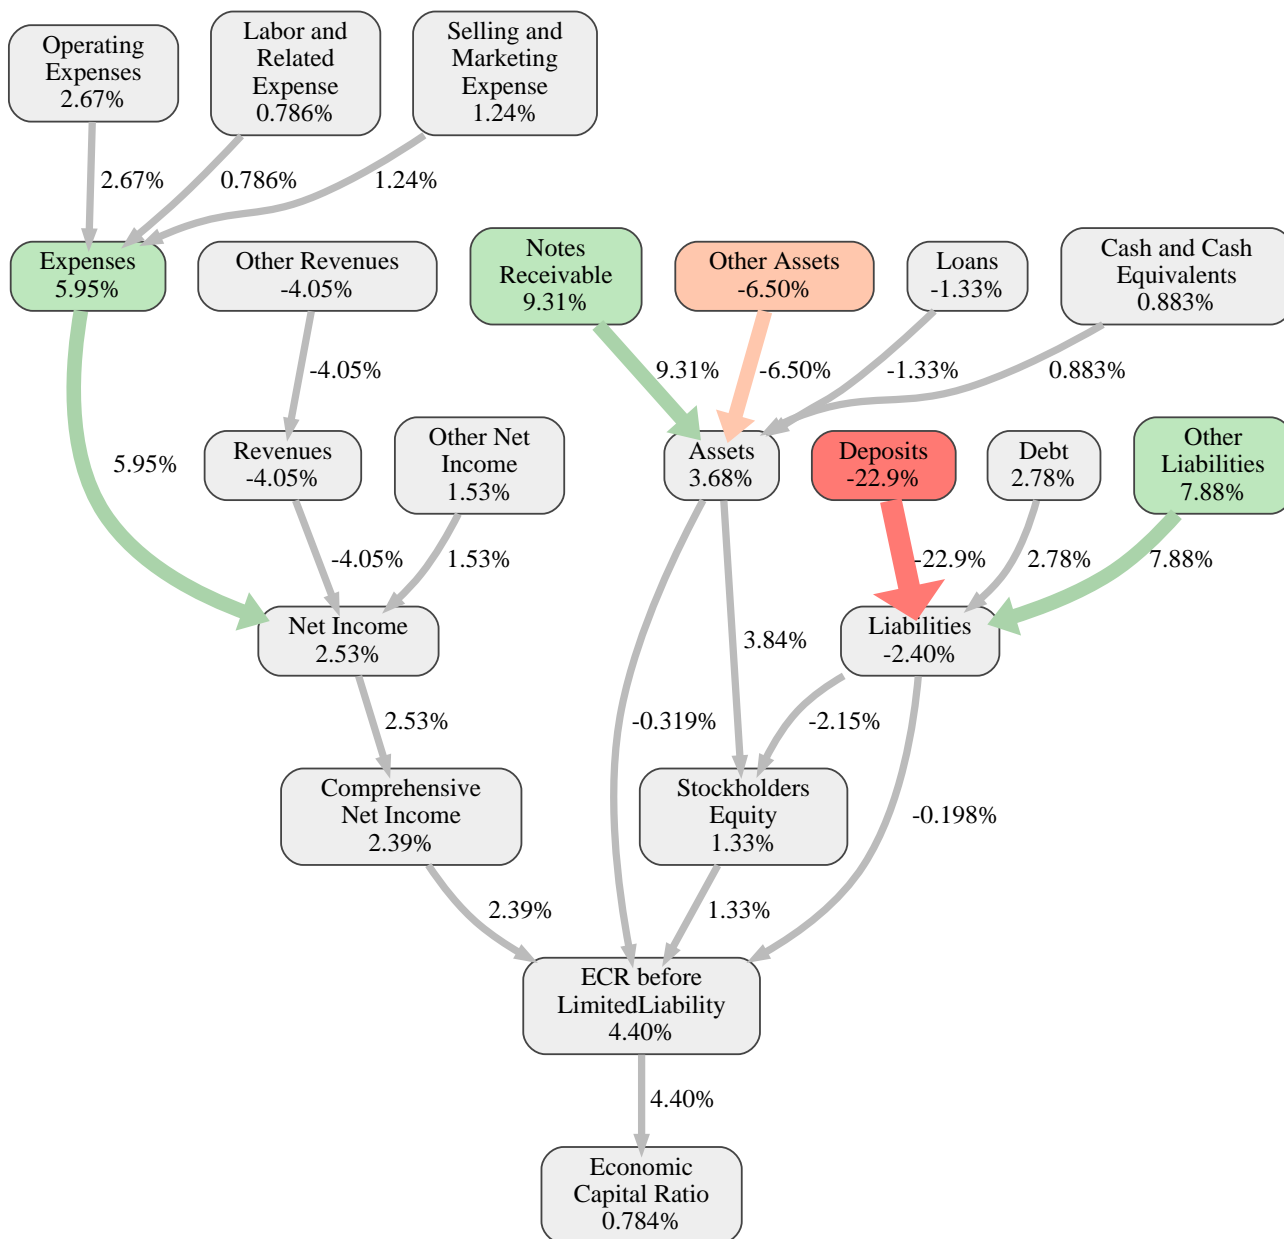 Operating
Expenses
2.67%
Labor and
Related
Expense
0.786%
Selling and
Marketing
Expense
1.24%
2.67%
0.786%
1.24%
Expenses
5.95%
Other Revenues
-4.05%
Notes
Receivable
9.31%
Other Assets
-6.50%
Loans
-1.33%
Cash and Cash
Equivalents
0.883%
-4.05%
9.31%
-6.50%
-1.33%
0.883%
5.95%
Revenues
-4.05%
Other Net
Income
1.53%
Assets
3.68%
Deposits
-22.9%
Debt
2.78%
Other
Liabilities
7.88%
-4.05%
1.53%
-22.9%
2.78%
7.88%
Net Income
2.53%
3.84%
Liabilities
-2.40%
2.53%
-0.319%
-2.15%
Comprehensive
Net Income
2.39%
Stockholders
Equity
1.33%
-0.198%
2.39%
1.33%
ECR before
LimitedLiability
4.40%
4.40%
Economic
Capital Ratio
0.784%